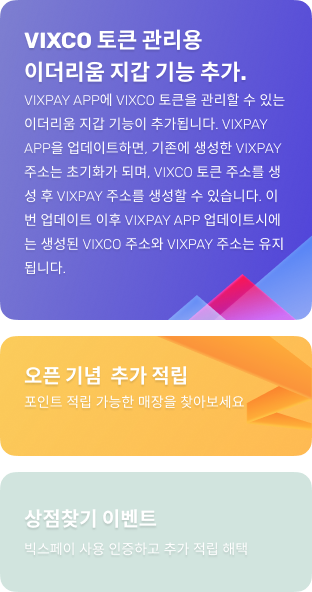 VIXCO 토큰 관리용
이더리움 지갑 기능 추가.
VIXPAY APP에 VIXCO 토큰을 관리할 수 있는
이더리움 지갑 기능이 추가됩니다. VIXPAY
APP을 업데이트하면, 기존에 생성한 VIXPAY
주소는 초기화가 되며, VIXCO 토큰 주소를 생
성 후 VIXPAY 주소를 생성할 수 있습니다. 이
번 업데이트 이후 VIXPAY APP 업데이트시에
는 생성된 VIXCO 주소와 VIXPAY 주소는 유지
됩니다.
오픈 기념 추가 적립
포인트 적립 가능한 매장을 찾아보세요
상점찾기 이벤트
빅스페이 사용 인증하고 추가 적립 해택